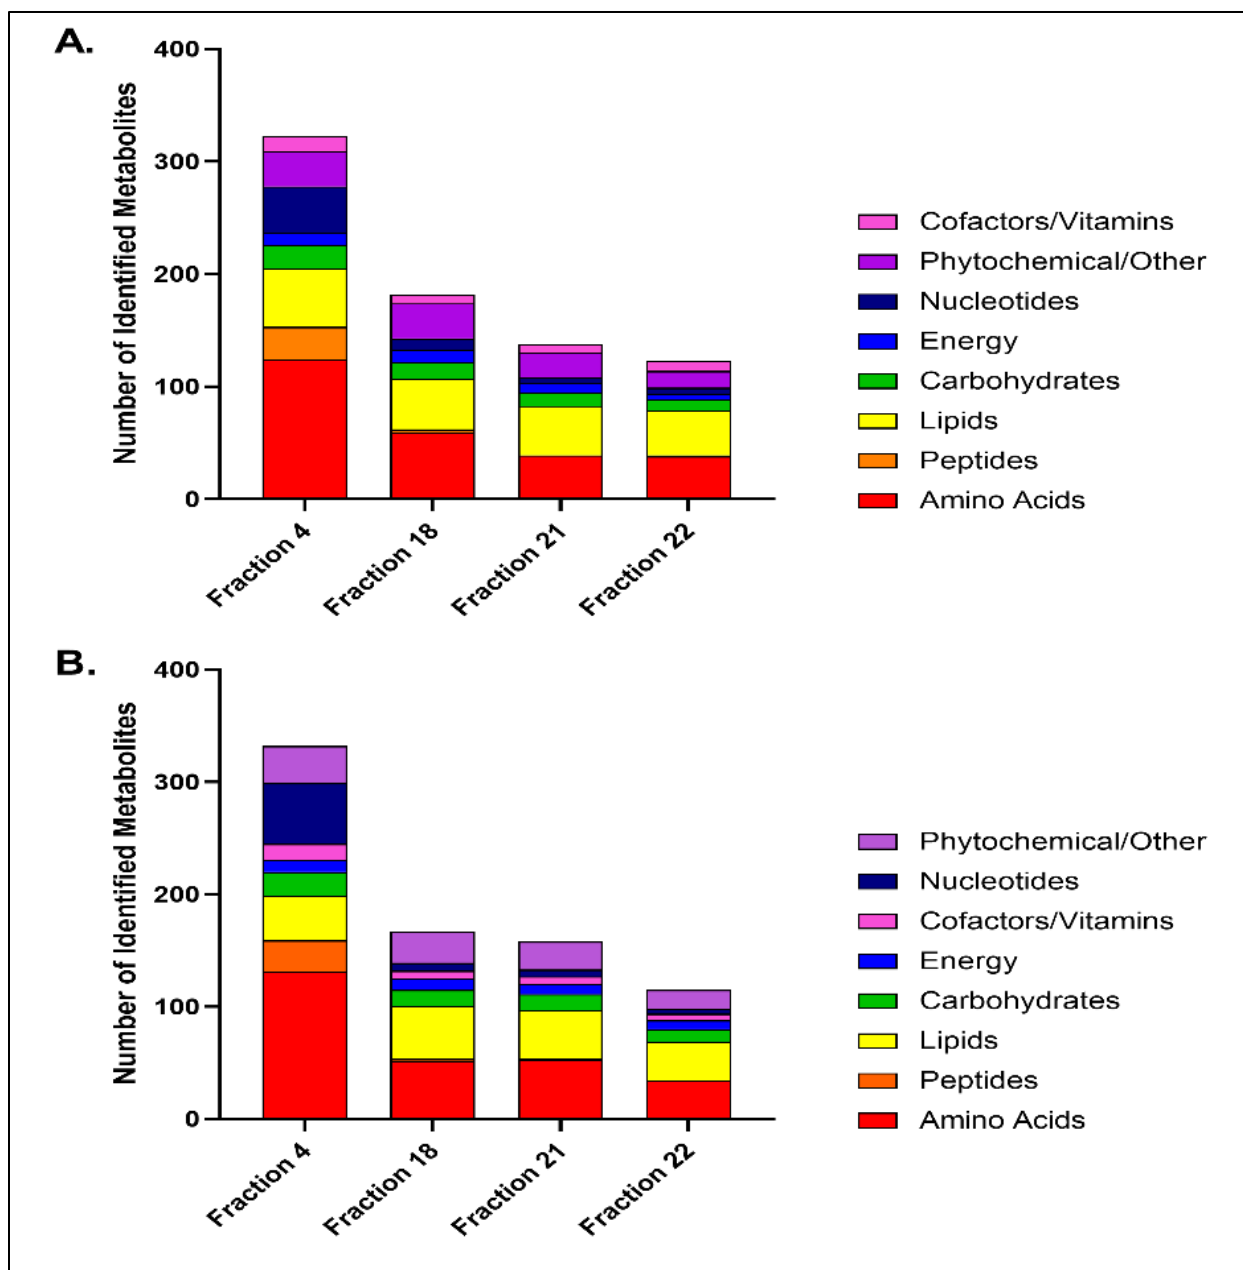 A.
Number of Identified Metabolites
400
300
200
100
0
Fraction 4
Fraction 18
Fraction 21
Fraction 22
Cofactors/Vitamins
Phytochemical/Other
Nucleotides
Energy
Carbohydrates
Lipids
Peptides
Amino Acids
B.
Number of Identified Metabolites
400
300
200
100
0
Fraction 4
Fraction 18
Fraction 21
Fraction 22
Phytochemical/Other
Nucleotides
Cofactors/Vitamins
Energy
Carbohydrates
Lipids
Peptides
Amino Acids